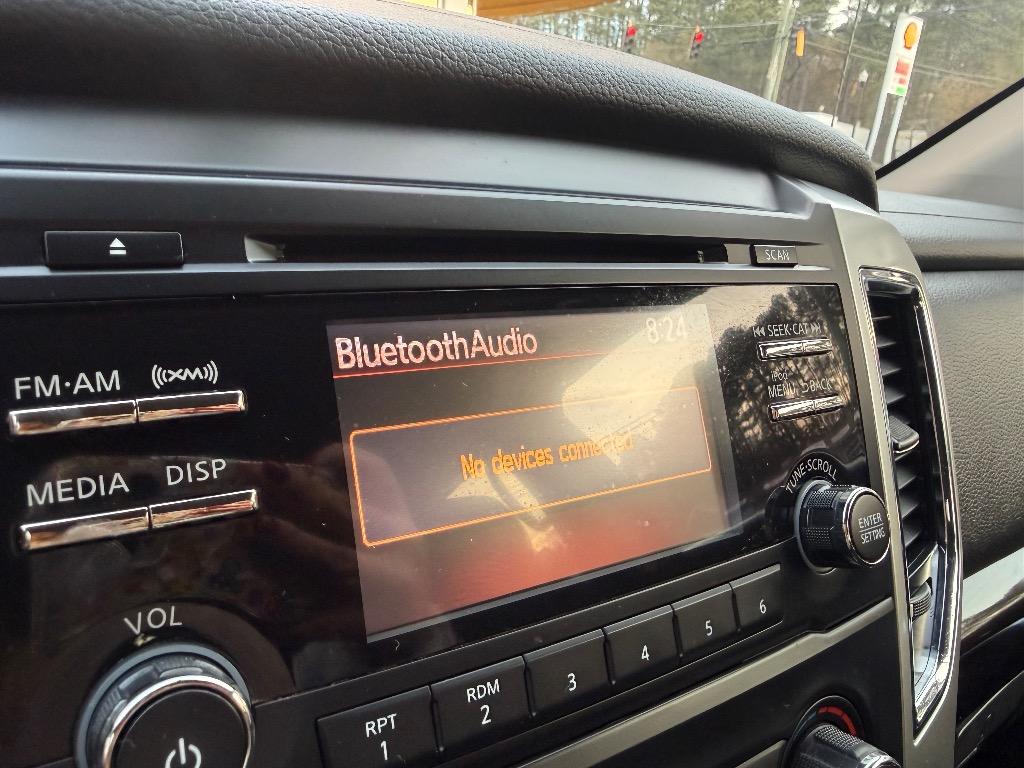 SCAN
BluetoothAudio 8:24
No devices connected
FM·AM
XM
MEDIA
DISP
VOL
SEEK·CAT
iPod
MENU
BACK
TUNE·SCROLL
ENTER
SETTING
RPT
1
RDM
2
3
4
5
6